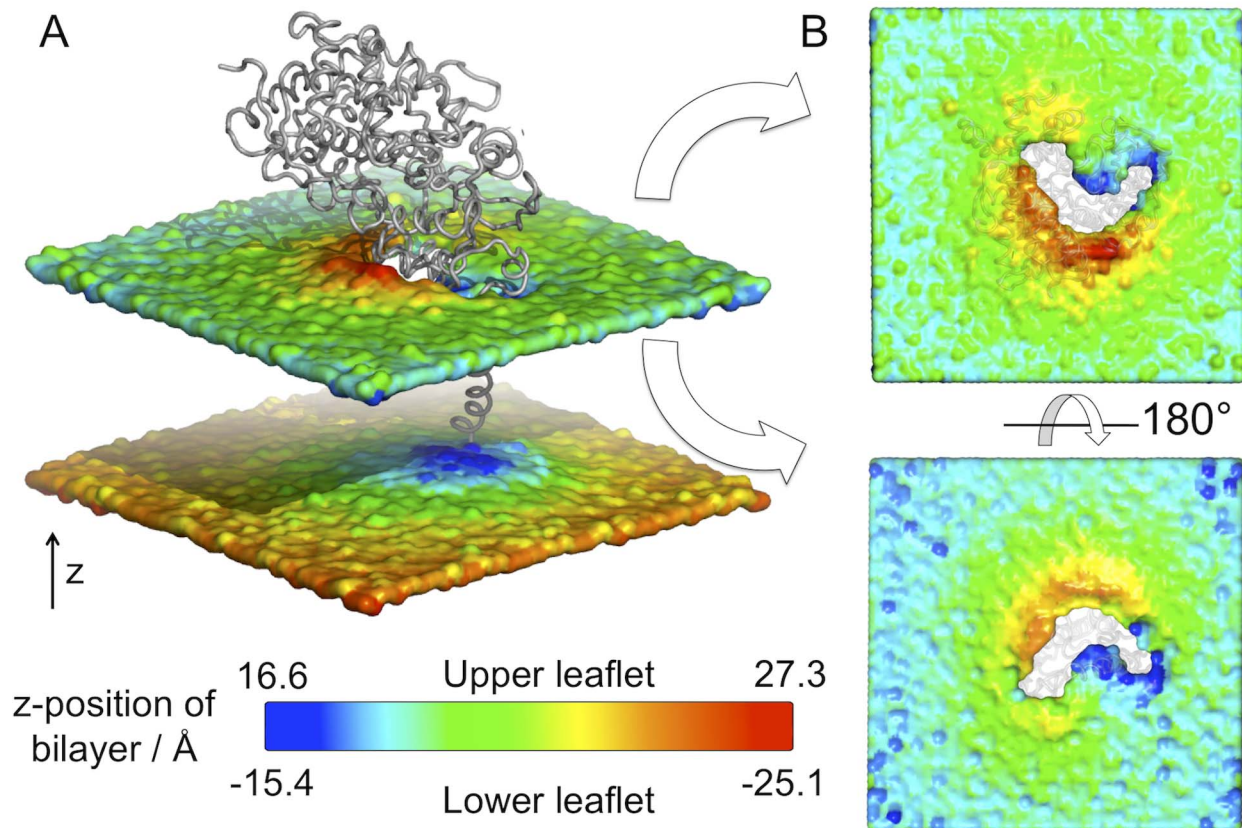 A
B
180°
z
16.6 Upper leaflet 27.3
z-position of
bilayer / Å
-15.4 Lower leaflet -25.1